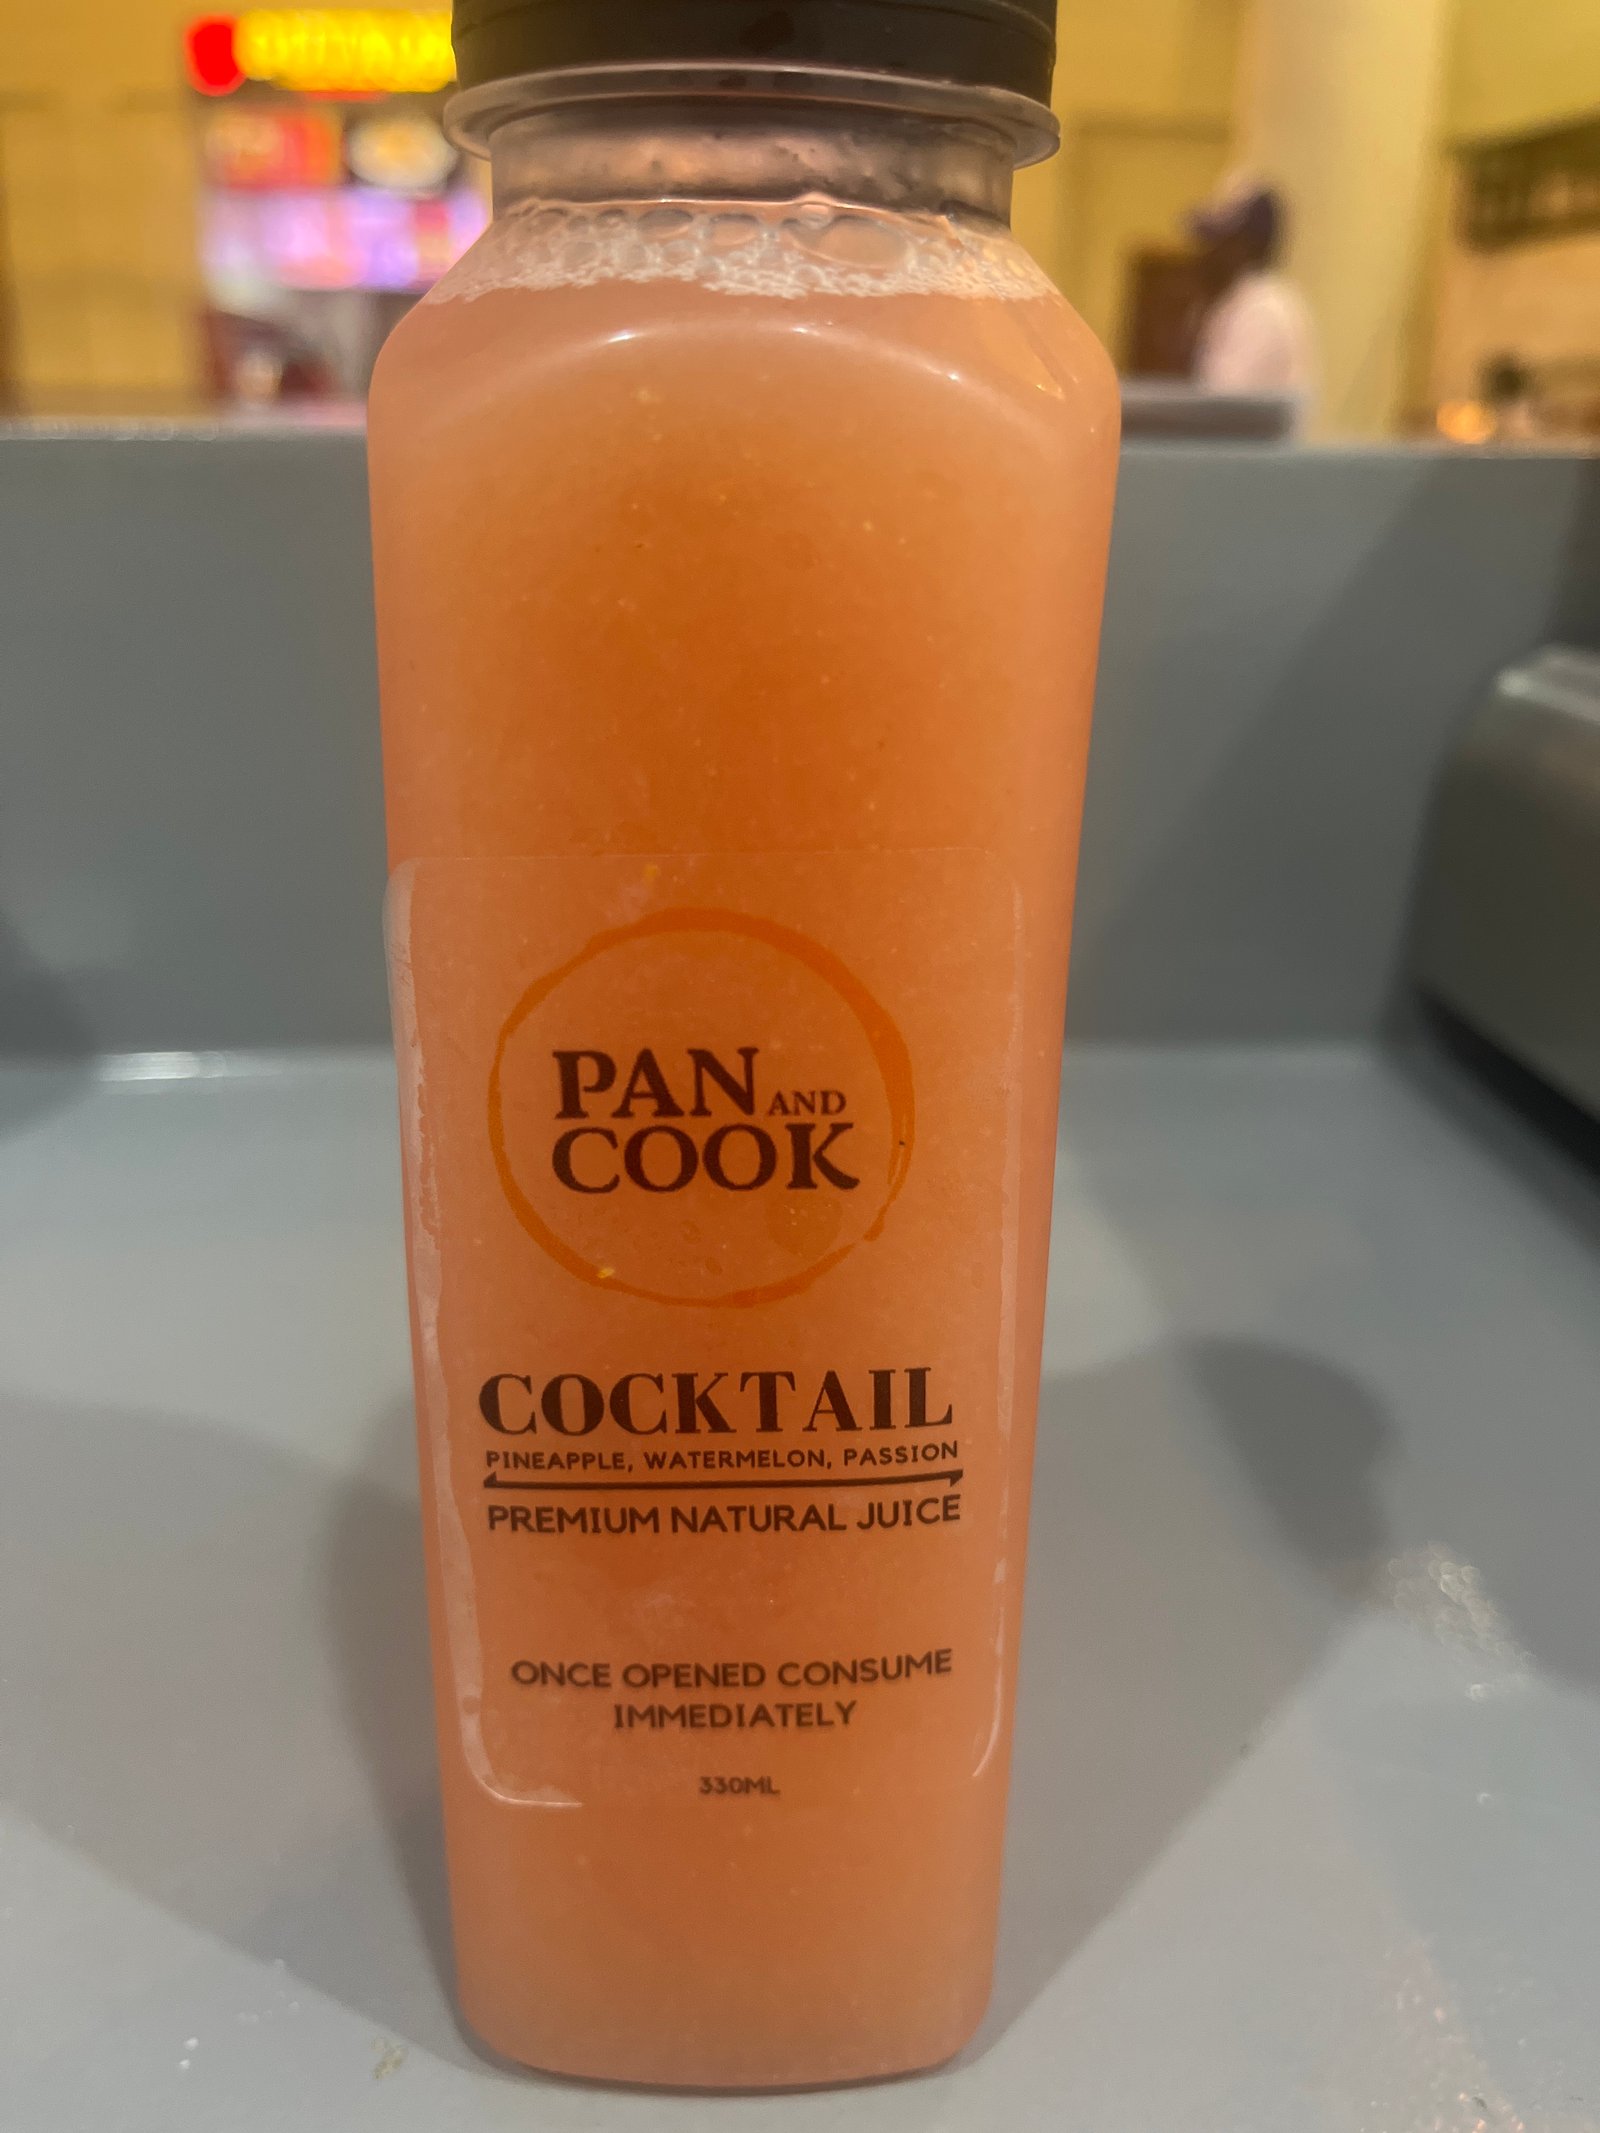 PAN AND
COOK
COCKTAIL
PINEAPPLE, WATERMELON, PASSION
PREMIUM NATURAL JUICE
ONCE OPENED CONSUME
IMMEDIATELY
330ML